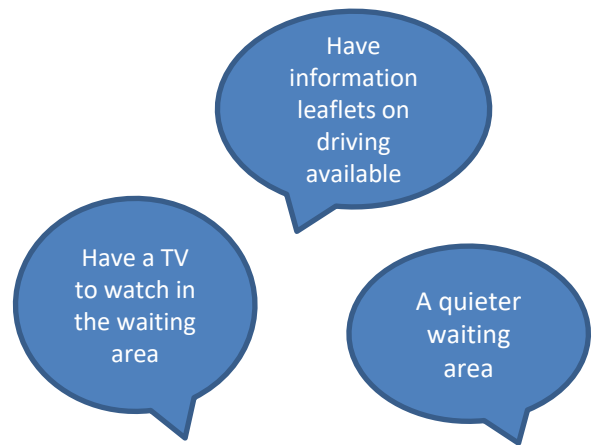 Have
information
leaflets on
driving
available
Have a TV
to watch in
the waiting
area
A quieter
waiting
area